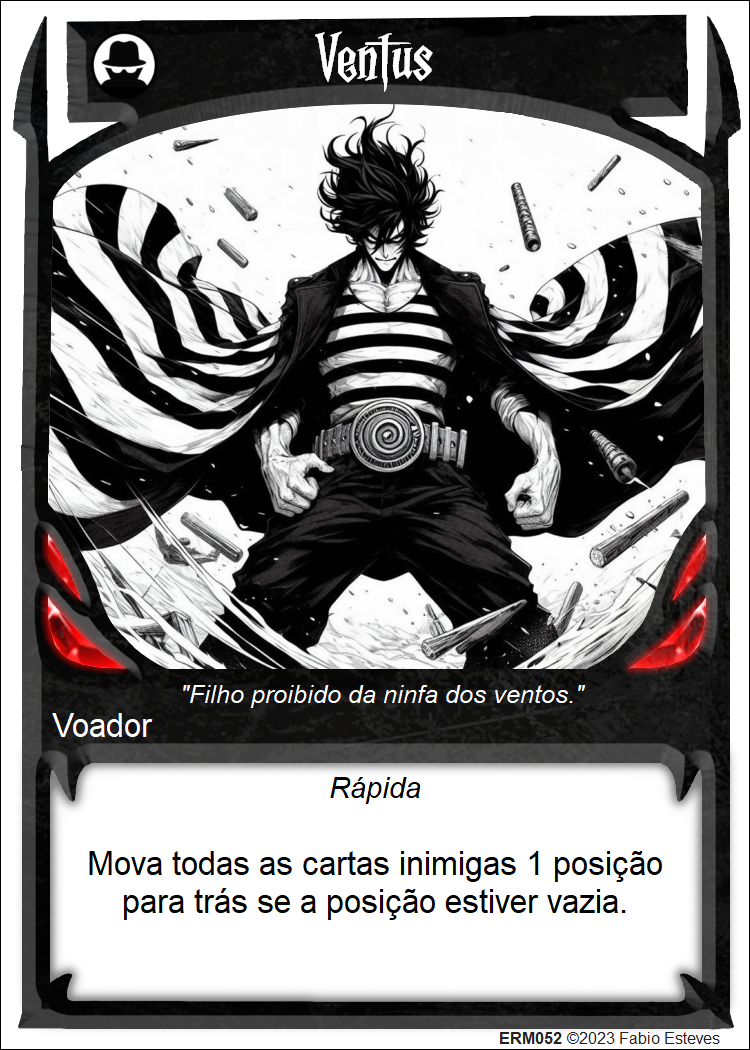 Ventus
"Filho proibido da ninfa dos ventos."
Voador
Rápida
Mova todas as cartas inimigas 1 posição
para trás se a posição estiver vazia.
ERM052 ©2023 Fabio Esteves